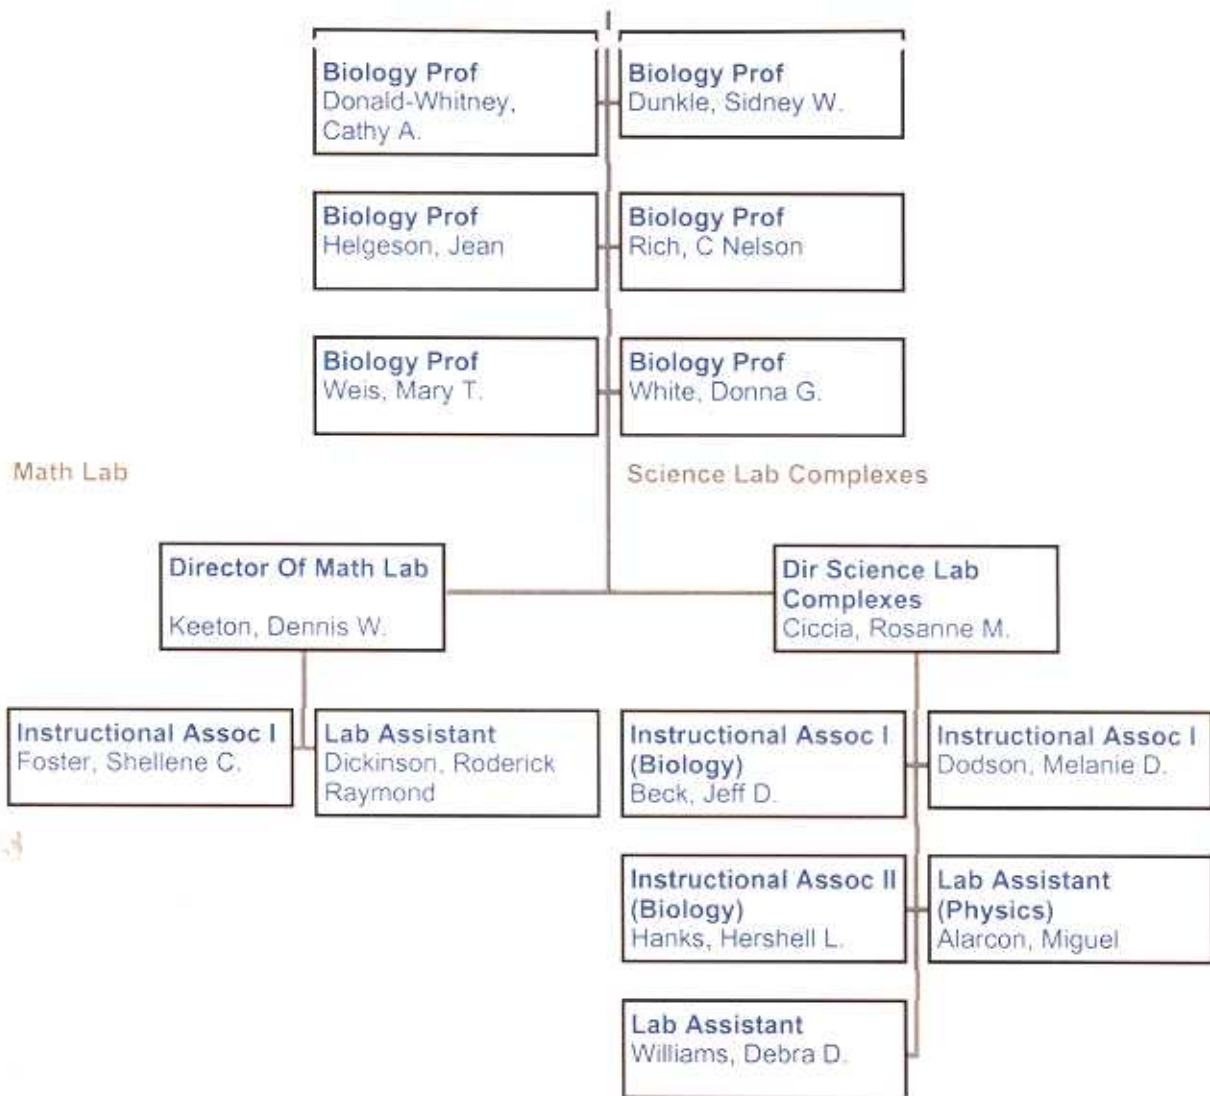 Biology Prof
Donald-Whitney,
Cathy A.
Biology Prof
Dunkle, Sidney W.
Biology Prof
Helgeson, Jean
Biology Prof
Rich, C Nelson
Biology Prof
Weis, Mary T.
Biology Prof
White, Donna G.
Math Lab
Science Lab Complexes
Director Of Math Lab
Keeton, Dennis W.
Dir Science Lab
Complexes
Ciccia, Rosanne M.
Instructional Assoc I
Foster, Shellene C.
Lab Assistant
Dickinson, Roderick
Raymond
Instructional Assoc I
(Biology)
Beck, Jeff D.
Instructional Assoc I
Dodson, Melanie D.
Instructional Assoc II
(Biology)
Hanks, Hershell L.
Lab Assistant
(Physics)
Alarcon, Miguel
Lab Assistant
Williams, Debra D.